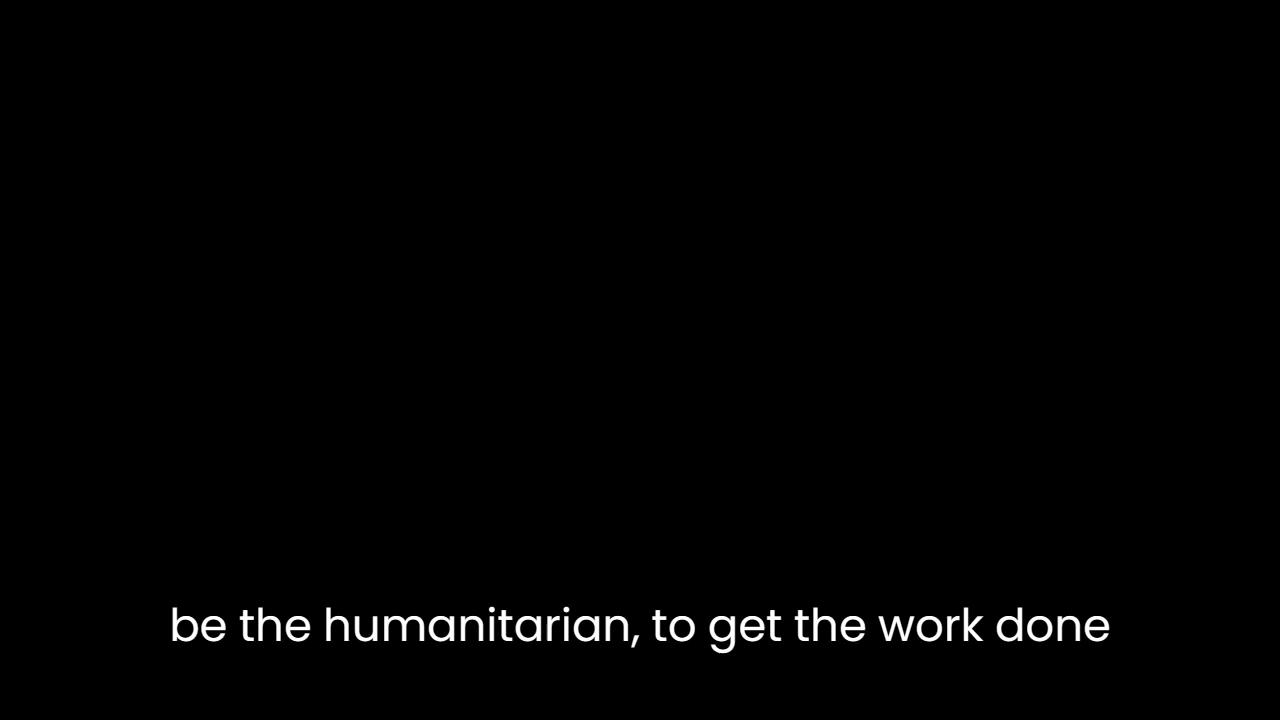 be the humanitarian, to get the work done